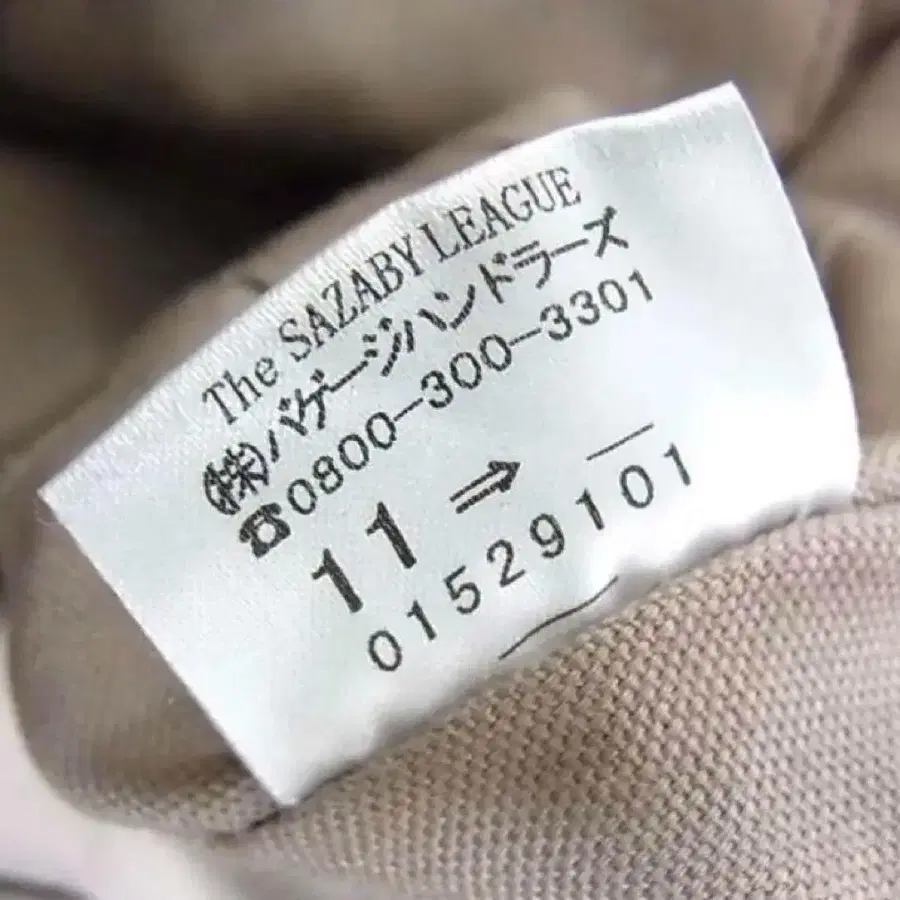 The SAZABY LEAGUE
㈱バゲージハンドラーズ
☎0800-300-3301
11 ⇒ —
01529101